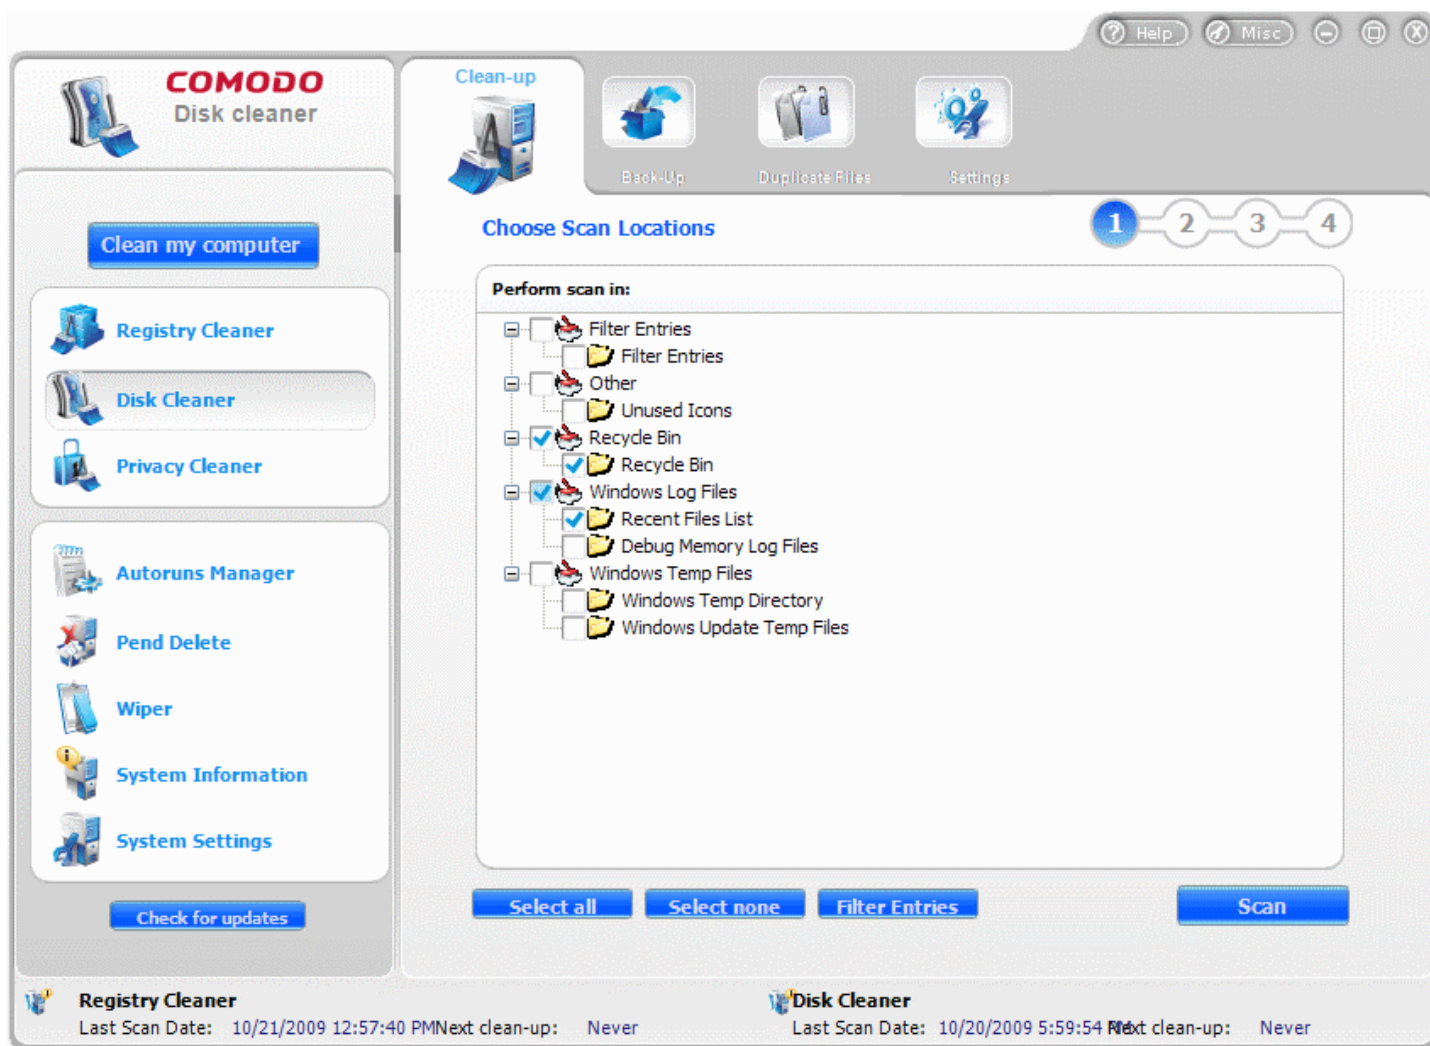 Help
Misc
COMODO
Disk cleaner
Clean-up
Back-Up
Duplicate Files
Settings
Clean my computer
Registry Cleaner
Disk Cleaner
Privacy Cleaner
Autoruns Manager
Pend Delete
Wiper
System Information
System Settings
Check for updates
Choose Scan Locations
1 2 3 4
Perform scan in:
Filter Entries
Filter Entries
Other
Unused Icons
Recycle Bin
Recycle Bin
Windows Log Files
Recent Files List
Debug Memory Log Files
Windows Temp Files
Windows Temp Directory
Windows Update Temp Files
Select all
Select none
Filter Entries
Scan
Registry Cleaner
Last Scan Date: 10/21/2009 12:57:40 PMNext clean-up: Never
Disk Cleaner
Last Scan Date: 10/20/2009 5:59:54 clean-up: Never